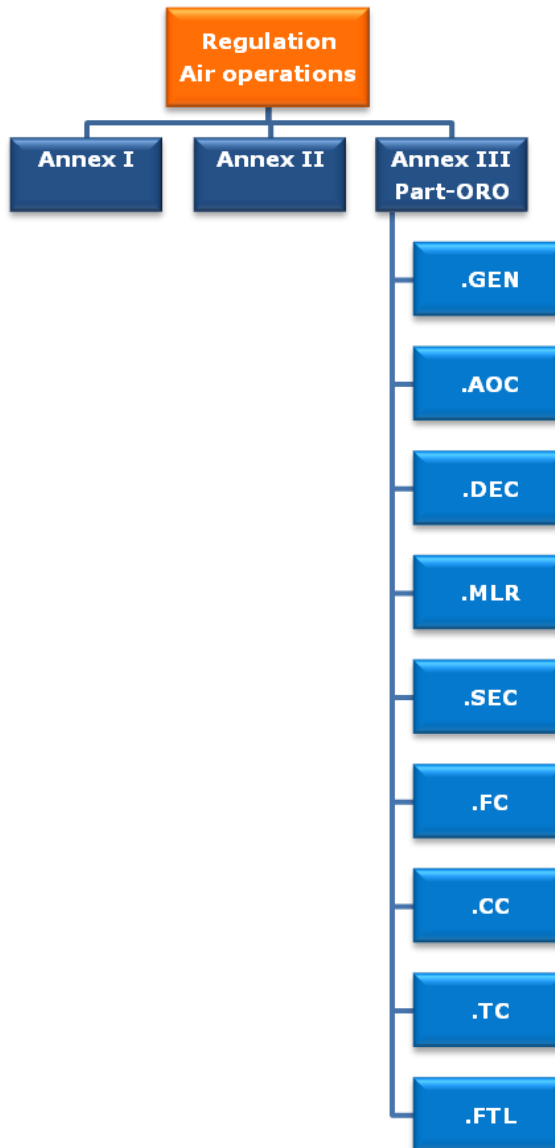 Regulation
Air operations
Annex I
Annex II
Annex III
Part-ORO
.GEN
.AOC
.DEC
.MLR
.SEC
.FC
.CC
.TC
.FTL